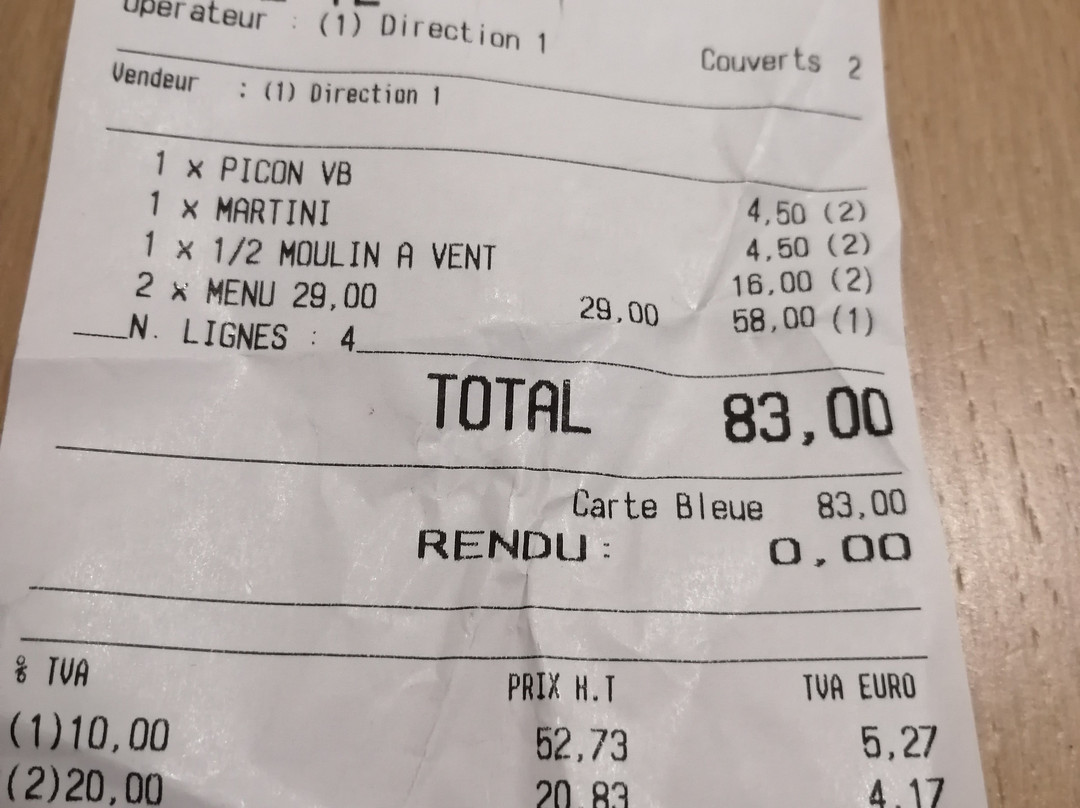 Opérateur : (1) Direction 1
Couverts 2
Vendeur : (1) Direction 1
1 x PICON VB 4,50 (2)
1 x MARTINI 4,50 (2)
1 x 1/2 MOULIN A VENT 16,00 (2)
2 x MENU 29,00 29,00 58,00 (1)
N. LIGNES : 4
TOTAL 83,00
Carte Bleue 83,00
RENDU : 0,00
% TVA PRIX H.T TVA EURO
(1)10,00 52,73 5,27
(2)20,00 20,83 4,17